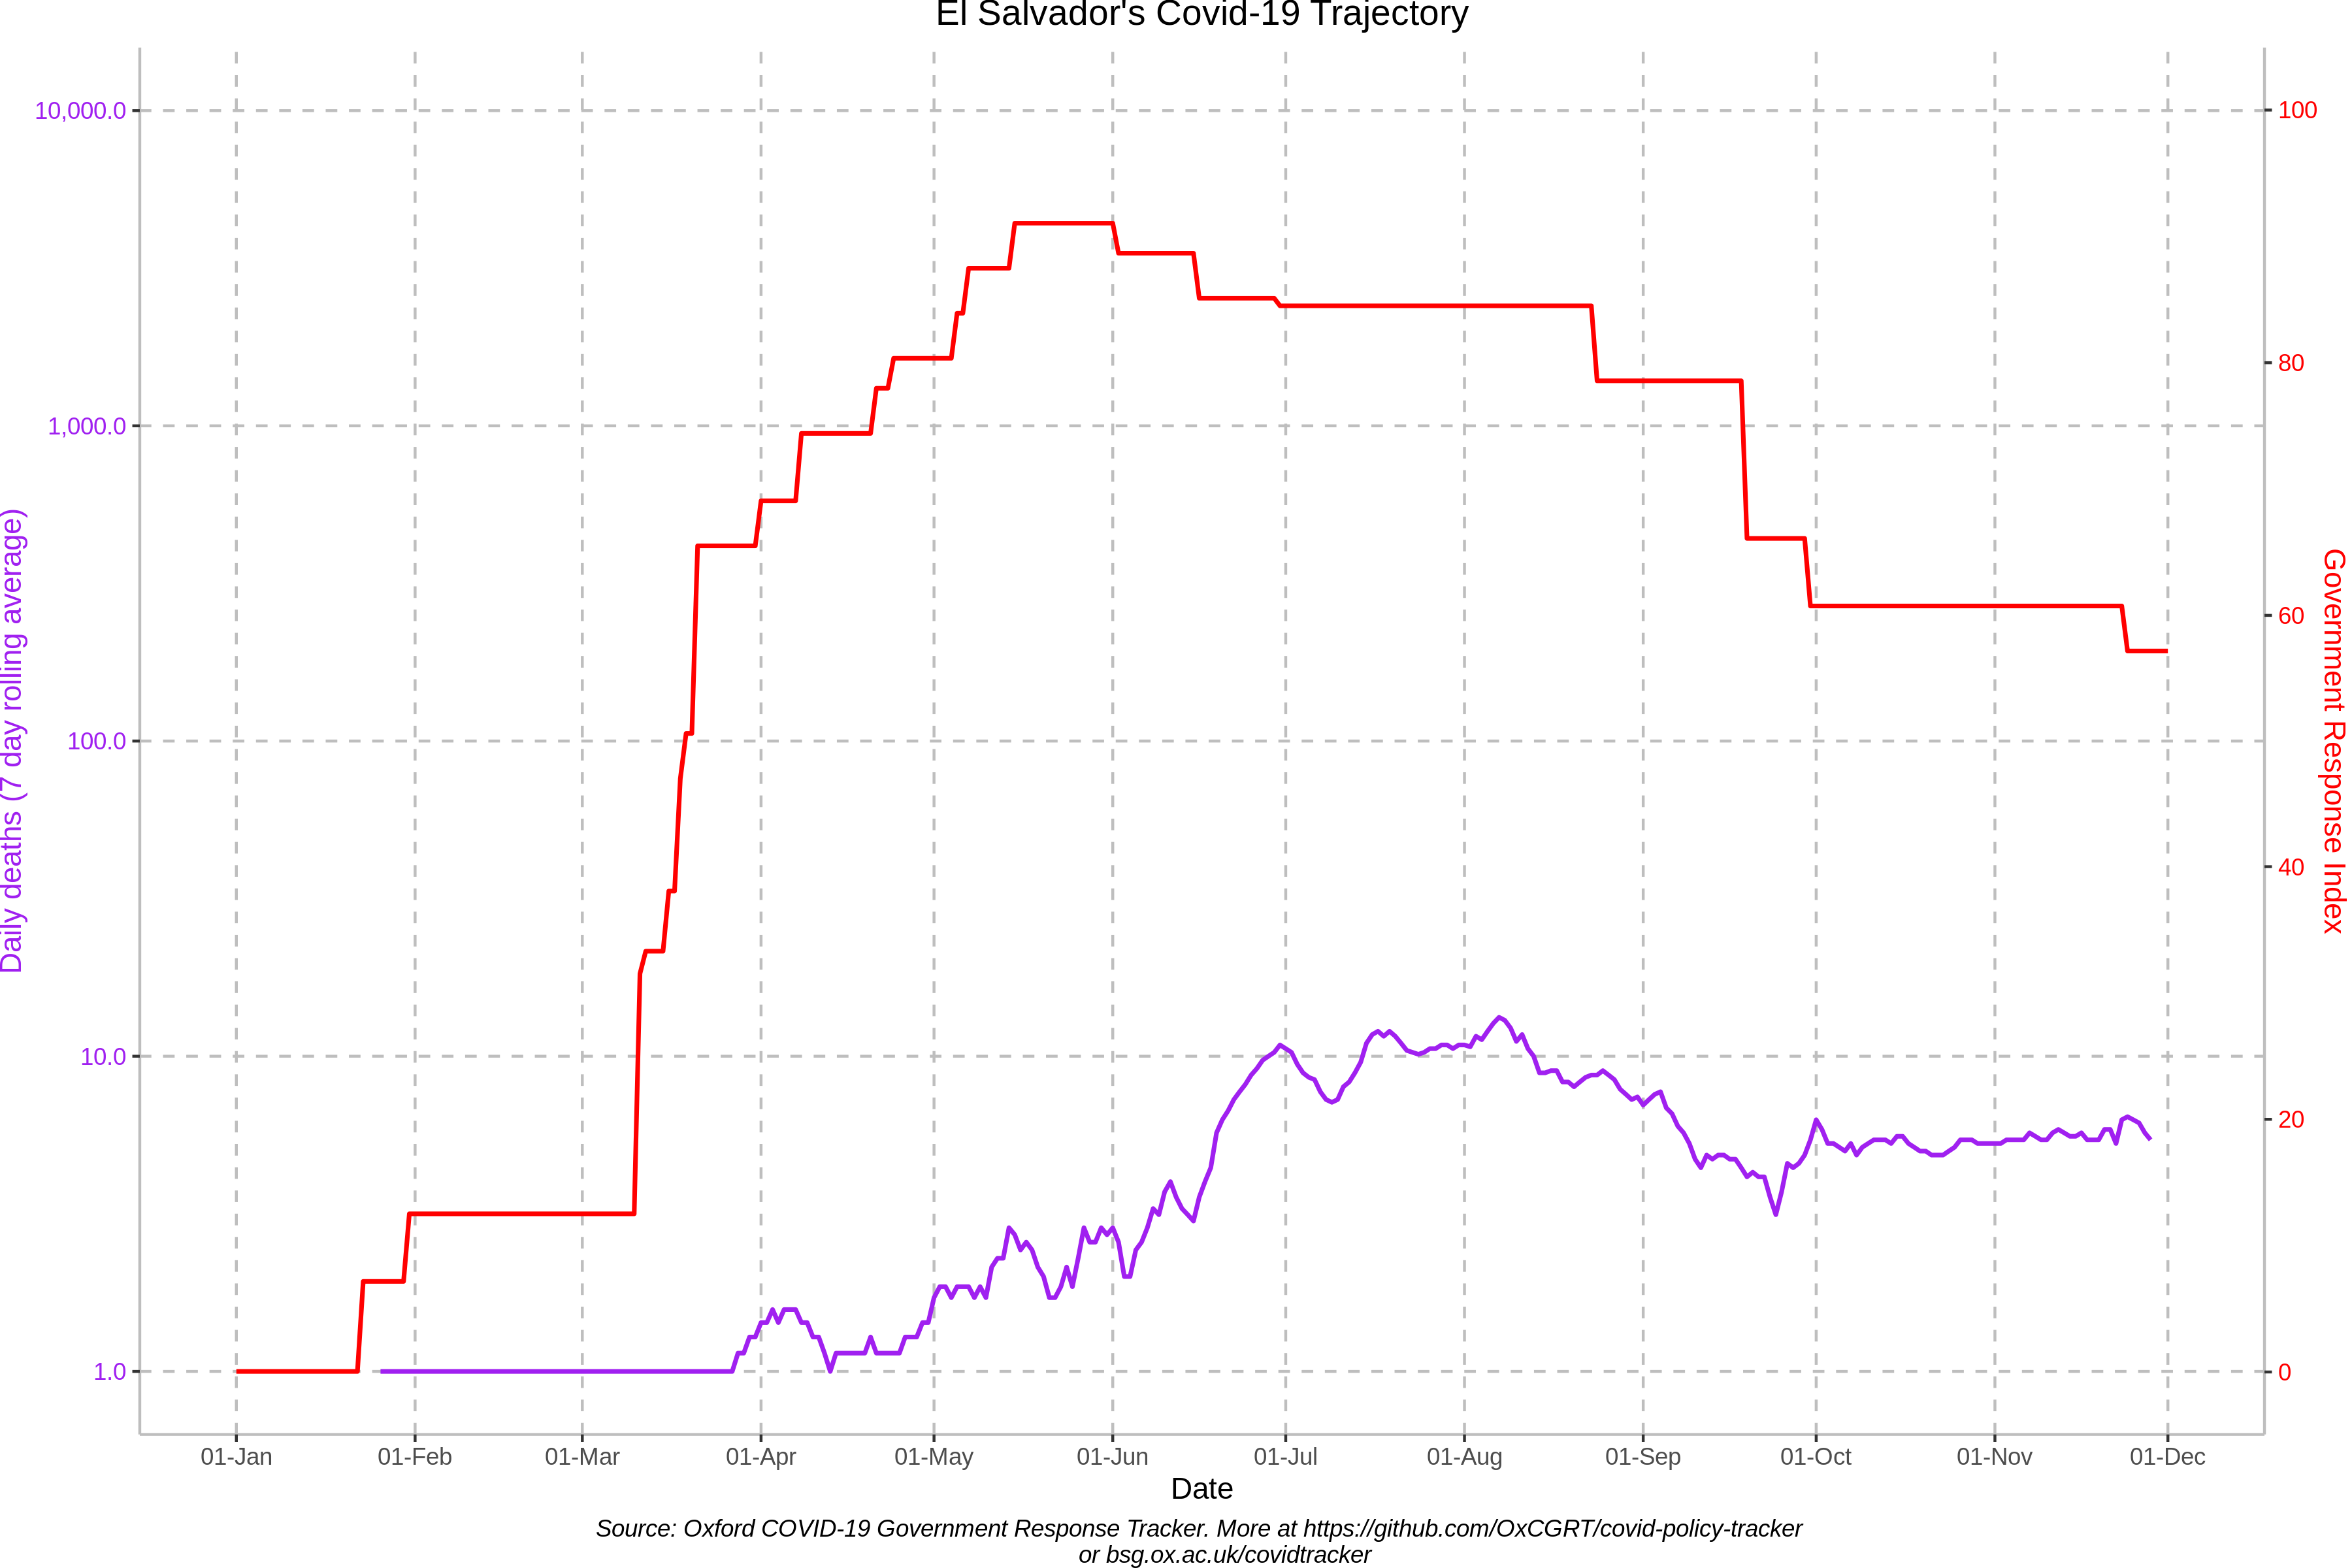 El Salvador's Covid-19 Trajectory
10,000.0
1,000.0
100.0
10.0
1.0
Daily deaths (7 day rolling average)
100
80
60
40
20
0
Government Response Index
01-Jan 01-Feb 01-Mar 01-Apr 01-May 01-Jun 01-Jul 01-Aug 01-Sep 01-Oct 01-Nov 01-Dec
Date
Source: Oxford COVID-19 Government Response Tracker. More at https://github.com/OxCGRT/covid-policy-tracker
or bsg.ox.ac.uk/covidtracker